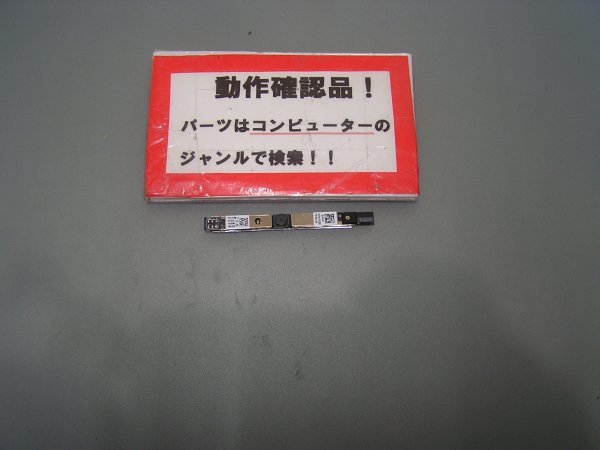 動作確認品！
パーツはコンピューターの
ジャンルで検索！！